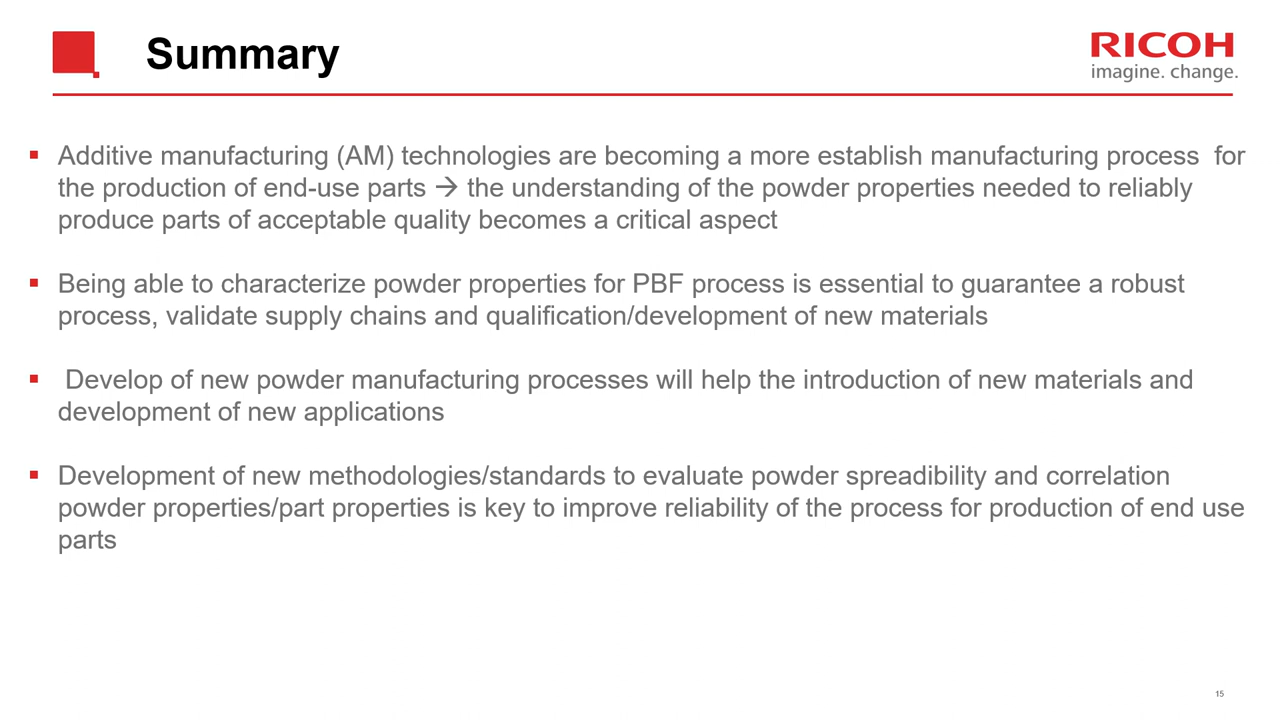 Summary
RICOH
imagine. change.
▪ Additive manufacturing (AM) technologies are becoming a more establish manufacturing process  for
the production of end-use parts → the understanding of the powder properties needed to reliably
produce parts of acceptable quality becomes a critical aspect
▪ Being able to characterize powder properties for PBF process is essential to guarantee a robust
process, validate supply chains and qualification/development of new materials
▪ Develop of new powder manufacturing processes will help the introduction of new materials and
development of new applications
▪ Development of new methodologies/standards to evaluate powder spreadibility and correlation
powder properties/part properties is key to improve reliability of the process for production of end use
parts
15